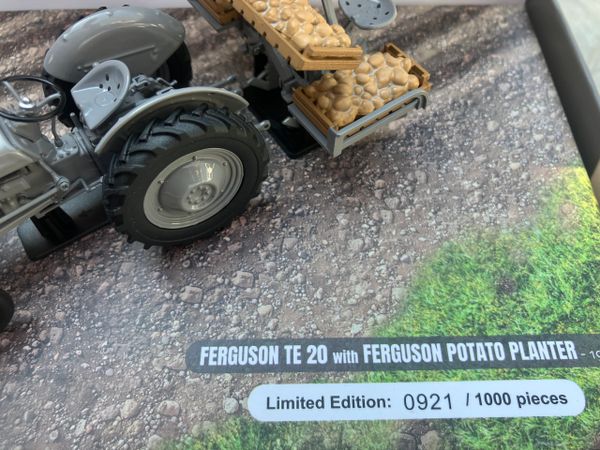 FERGUSON TE 20 with FERGUSON POTATO PLANTER -
Limited Edition: 0921 / 1000 pieces